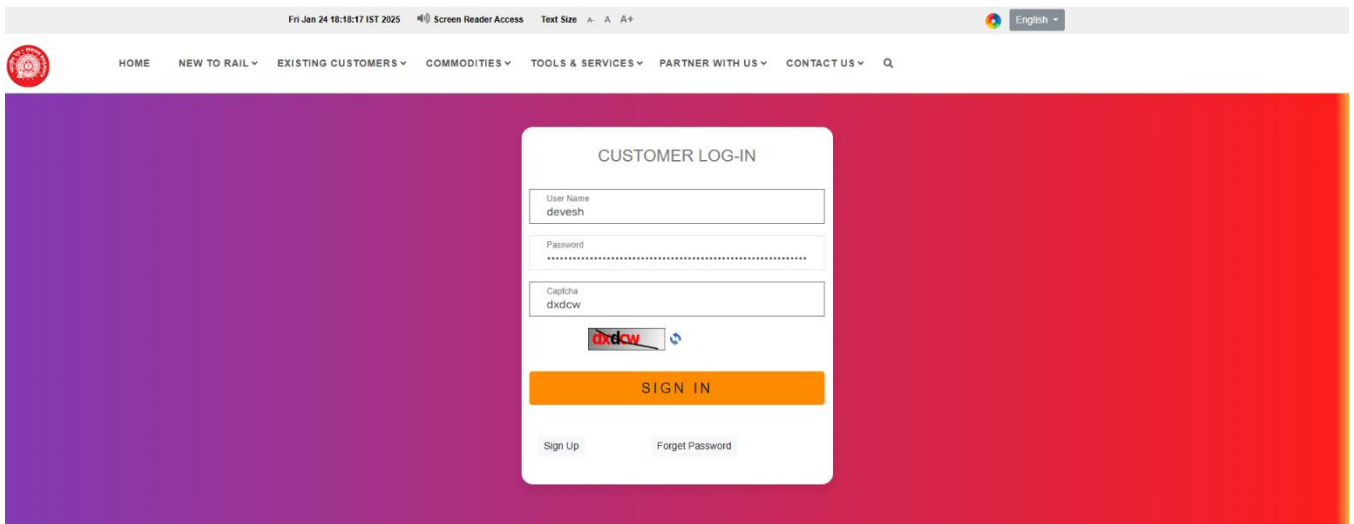 Fri Jan 24 18:18:17 IST 2025 Screen Reader Access Text Size A- A A+ English
HOME NEW TO RAIL EXISTING CUSTOMERS COMMODITIES TOOLS & SERVICES PARTNER WITH US CONTACT US
CUSTOMER LOG-IN
User Name
devesh
Password
Captcha
dxdcw
dxdcw
SIGN IN
Sign Up Forget Password